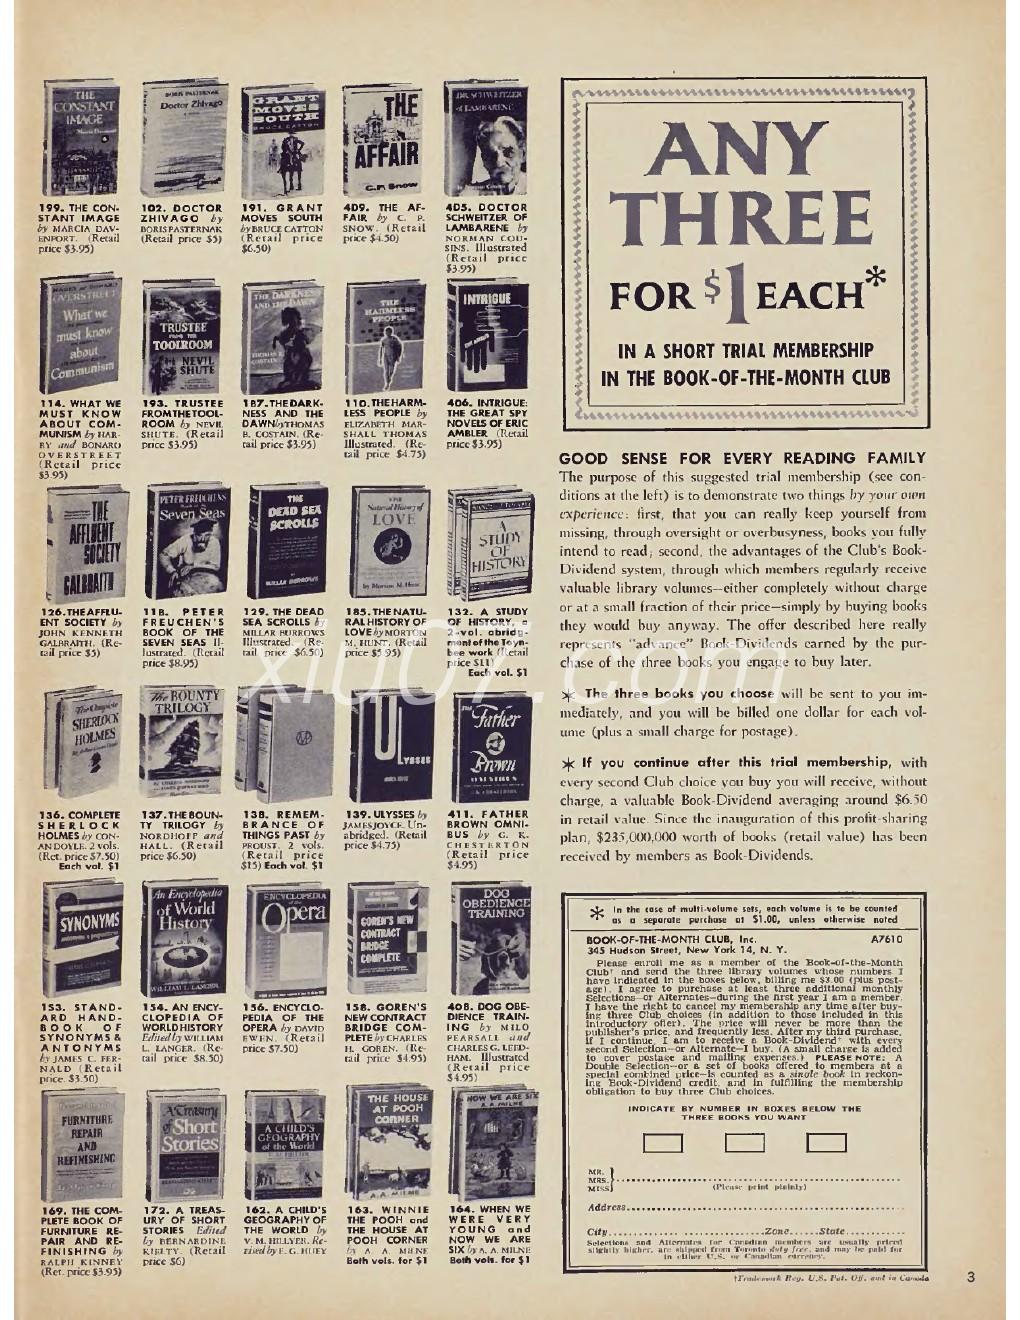 199. THE CON-
STANT IMAGE
by MARCIA DAV-
ENPORT. (Retail
price $3.95)
102. DOCTOR
ZHIVAGO by
BORIS PASTERNAK
(Retail price $5)
191. GRANT
MOVES SOUTH
by BRUCE CATTON
(Retail price
$6.50)
409. THE AF-
FAIR by C. P.
SNOW. (Retail
price $4.50)
405. DOCTOR
SCHWEITZER OF
LAMBARENE by
NORMAN COU-
SINS. Illustrated
(Retail price
$3.95)
114. WHAT WE
MUST KNOW
ABOUT COM-
MUNISM by HAR-
RY and BONARO
OVERSTREET
(Retail price
$3.95)
193. TRUSTEE
FROM THE TOOL-
ROOM by NEVIL
SHUTE. (Retail
price $3.95)
187. THE DARK-
NESS AND THE
DAWN by THOMAS
B. COSTAIN. (Re-
tail price $3.95)
110. THE HARM-
LESS PEOPLE by
ELIZABETH MAR-
SHALL THOMAS
Illustrated. (Re-
tail price $4.75)
406. INTRIGUE:
THE GREAT SPY
NOVELS OF ERIC
AMBLER (Retail
price $3.95)
126. THE AFFLU-
ENT SOCIETY by
JOHN KENNETH
GALBRAITH. (Re-
tail price $5)
118. PETER
FREUCHEN'S
BOOK OF THE
SEVEN SEAS Il-
lustrated. (Retail
price $8.95)
129. THE DEAD
SEA SCROLLS by
MILLAR BURROWS
Illustrated. (Re-
tail price $6.50)
185. THE NATU-
RAL HISTORY OF
LOVE by MORTON
M. HUNT. (Retail
price $5.95)
132. A STUDY
OF HISTORY, a
2-vol. abridg-
ment of the Toyn-
bee work (Retail
price $11)
Each vol. $1
136. COMPLETE
SHERLOCK
HOLMES by CON-
AN DOYLE. 2 vols.
(Ret. price $7.50)
Each vol. $1
137. THE BOUN-
TY TRILOGY by
NORDHOFF and
HALL. (Retail
price $6.50)
138. REMEM-
BRANCE OF
THINGS PAST by
PROUST. 2 vols.
(Retail price
$15) Each vol. $1
139. ULYSSES by
JAMES JOYCE. Un-
abridged. (Retail
price $4.75)
411. FATHER
BROWN OMNI-
BUS by G. K.
CHESTERTON
(Retail price
$4.95)
153. STAND-
ARD HAND-
BOOK OF
SYNONYMS &
ANTONYMS
by JAMES C. FER-
NALD (Retail
price. $3.50)
154. AN ENCY-
CLOPEDIA OF
WORLD HISTORY
Edited by WILLIAM
L. LANGER. (Re-
tail price $8.50)
156. ENCYCLO-
PEDIA OF THE
OPERA by DAVID
EWEN. (Retail
price $7.50)
158. GOREN'S
NEW CONTRACT
BRIDGE COM-
PLETE by CHARLES
H. GOREN. (Re-
tail price $4.95)
408. DOG OBE-
DIENCE TRAIN-
ING by MILO
PEARSALL and
CHARLES G. LEED-
HAM. Illustrated
(Retail price
$4.95)
169. THE COM-
PLETE BOOK OF
FURNITURE RE-
PAIR AND RE-
FINISHING by
RALPH KINNEY
(Ret. price $3.95)
172. A TREAS-
URY OF SHORT
STORIES Edited
by BERNARDINE
KIELTY. (Retail
price $6)
162. A CHILD'S
GEOGRAPHY OF
THE WORLD by
V. M. HILLYER. Re-
vised by E. G. HUEY
163. WINNIE
THE POOH and
THE HOUSE AT
POOH CORNER
by A. A. MILNE
Both vols. for $1
164. WHEN WE
WERE VERY
YOUNG and
NOW WE ARE
SIX by A. A. MILNE
Both vols. for $1
ANY
THREE
FOR $1 EACH*
IN A SHORT TRIAL MEMBERSHIP
IN THE BOOK-OF-THE-MONTH CLUB
GOOD SENSE FOR EVERY READING FAMILY
The purpose of this suggested trial membership (see con-
ditions at the left) is to demonstrate two things by your own
experience: first, that you can really keep yourself from
missing, through oversight or overbusyness, books you fully
intend to read; second, the advantages of the Club's Book-
Dividend system, through which members regularly receive
valuable library volumes—either completely without charge
or at a small fraction of their price—simply by buying books
they would buy anyway. The offer described here really
represents "advance" Book-Dividends earned by the pur-
chase of the three books you engage to buy later.
* The three books you choose will be sent to you im-
mediately, and you will be billed one dollar for each vol-
ume (plus a small charge for postage).
* If you continue after this trial membership, with
every second Club choice you buy you will receive, without
charge, a valuable Book-Dividend averaging around $6.50
in retail value. Since the inauguration of this profit-sharing
plan, $235,000,000 worth of books (retail value) has been
received by members as Book-Dividends.
* In the case of multi-volume sets, each volume is to be counted
as a separate purchase at $1.00, unless otherwise noted
BOOK-OF-THE-MONTH CLUB, Inc. A7610
345 Hudson Street, New York 14, N. Y.
Please enroll me as a member of the Book-of-the-Month
Club† and send the three library volumes whose numbers I
have indicated in the boxes below, billing me $3.00 (plus post-
age). I agree to purchase at least three additional monthly
Selections—or Alternates—during the first year I am a member.
I have the right to cancel my membership any time after buy-
ing three Club choices (in addition to those included in this
introductory offer). The price will never be more than the
publisher's price, and frequently less. After my third purchase,
if I continue, I am to receive a Book-Dividend† with every
second Selection—or Alternate—I buy. (A small charge is added
to cover postage and mailing expenses.) PLEASE NOTE: A
Double Selection—or a set of books offered to members at a
special combined price—is counted as a single book in reckon-
ing Book-Dividend credit, and in fulfilling the membership
obligation to buy three Club choices.
INDICATE BY NUMBER IN BOXES BELOW THE
THREE BOOKS YOU WANT
MR.
MRS.
MISS
(Please print plainly)
Address
City Zone State
Selections and Alternates for Canadian members are usually priced
slightly higher, are shipped from Toronto duty free, and may be paid for
in either U.S. or Canadian currency.
†Trademark Reg. U.S. Pat. Off. and in Canada
3
xlu07.com